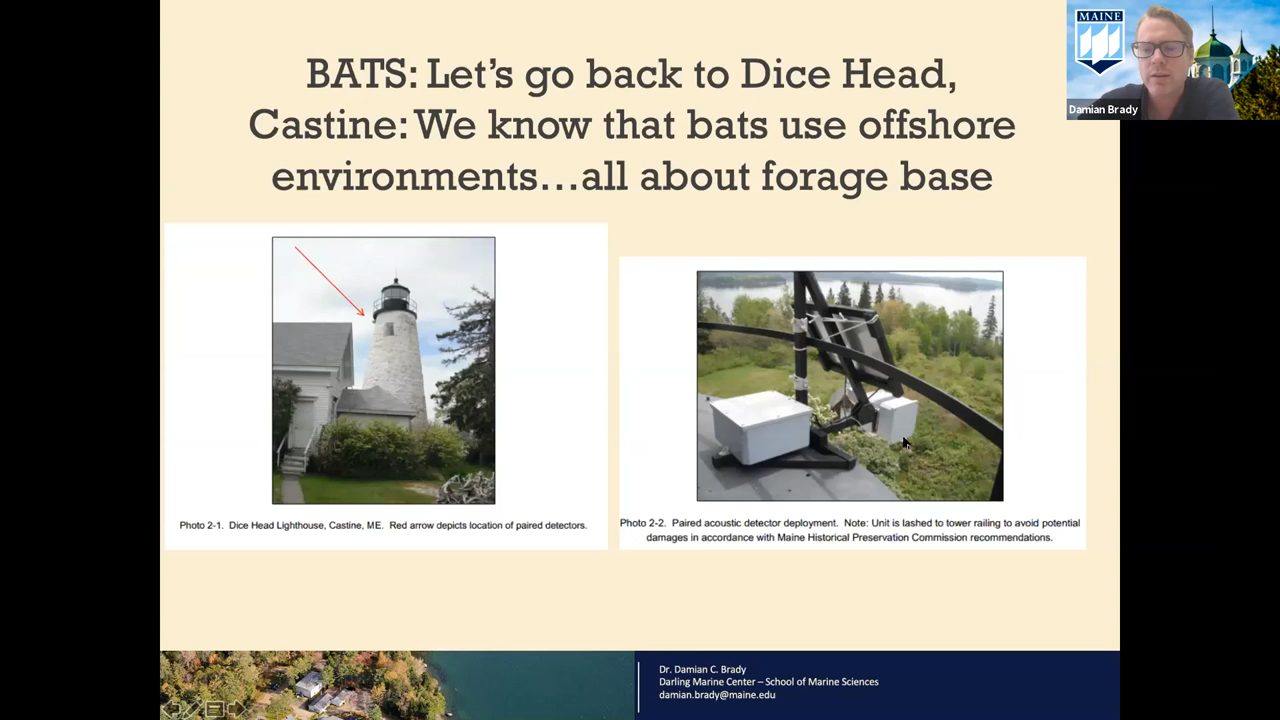 BATS: Let’s go back to Dice Head,
Castine: We know that bats use offshore
environments…all about forage base
MAINE
Damian Brady
Photo 2-1. Dice Head Lighthouse, Castine, ME. Red arrow depicts location of paired detectors.
Photo 2-2. Paired acoustic detector deployment. Note: Unit is lashed to tower railing to avoid potential
damages in accordance with Maine Historical Preservation Commission recommendations.
Dr. Damian C. Brady
Darling Marine Center – School of Marine Sciences
damian.brady@maine.edu